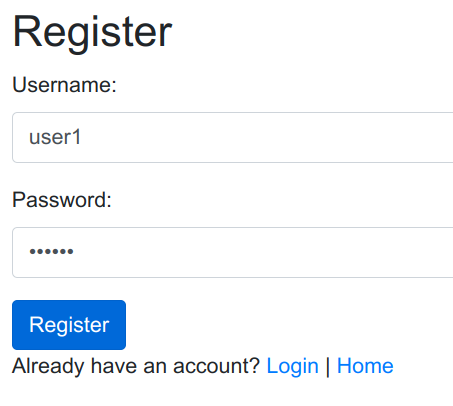 Register
Username:
user1
Password:
••••••
Register
Already have an account? Login | Home